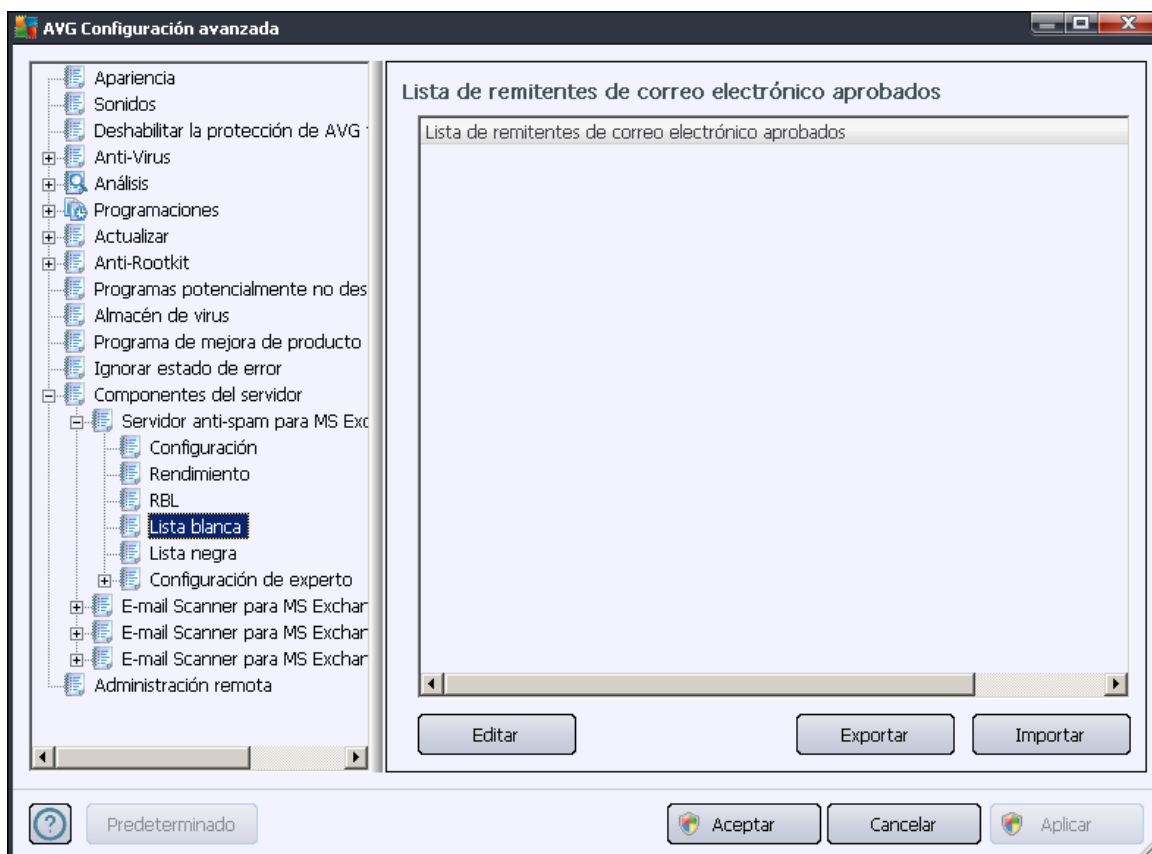 AVG Configuración avanzada
Apariencia
Sonidos
Deshabilitar la protección de AVG
Anti-Virus
Análisis
Programaciones
Actualizar
Anti-Rootkit
Programas potencialmente no des
Almacén de virus
Programa de mejora de producto
Ignorar estado de error
Componentes del servidor
Servidor anti-spam para MS Exc
Configuración
Rendimiento
RBL
Lista blanca
Lista negra
Configuración de experto
E-mail Scanner para MS Exchan
E-mail Scanner para MS Exchan
E-mail Scanner para MS Exchan
Administración remota
Lista de remitentes de correo electrónico aprobados
Lista de remitentes de correo electrónico aprobados
Editar
Exportar
Importar
Predeterminado
Aceptar
Cancelar
Aplicar